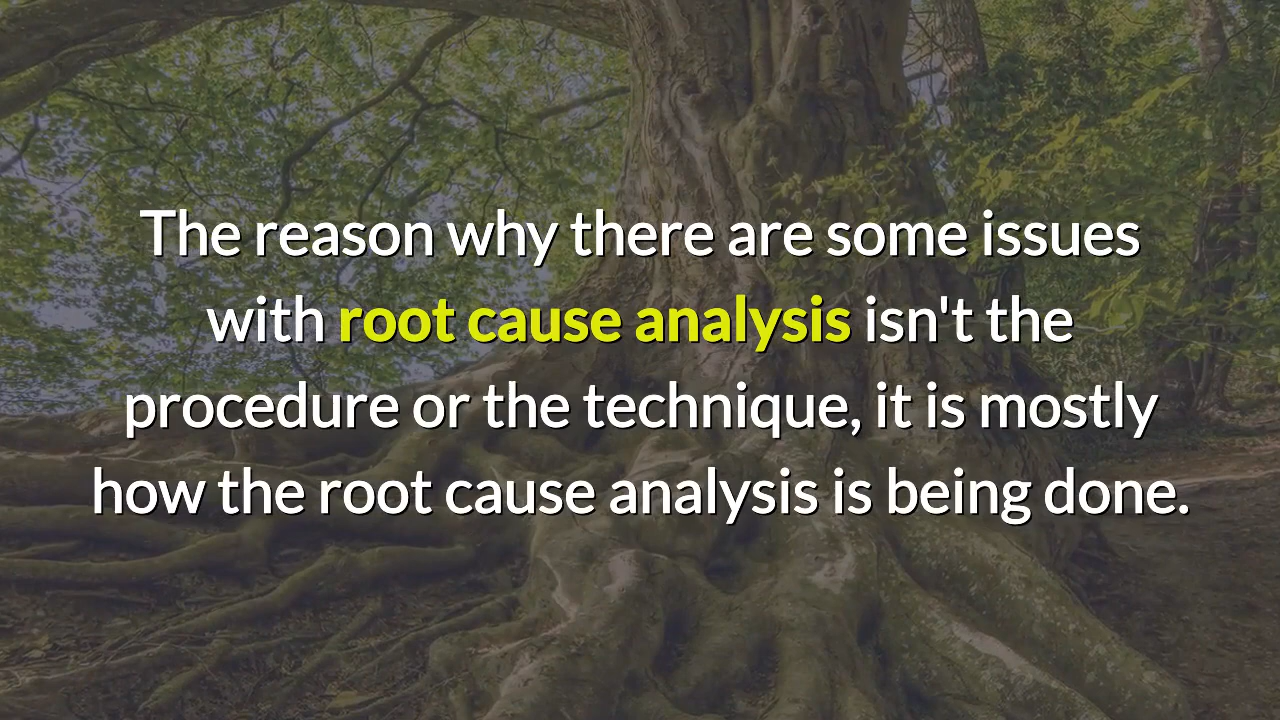 The reason why there are some issues
with root cause analysis isn't the
procedure or the technique, it is mostly
how the root cause analysis is being done.